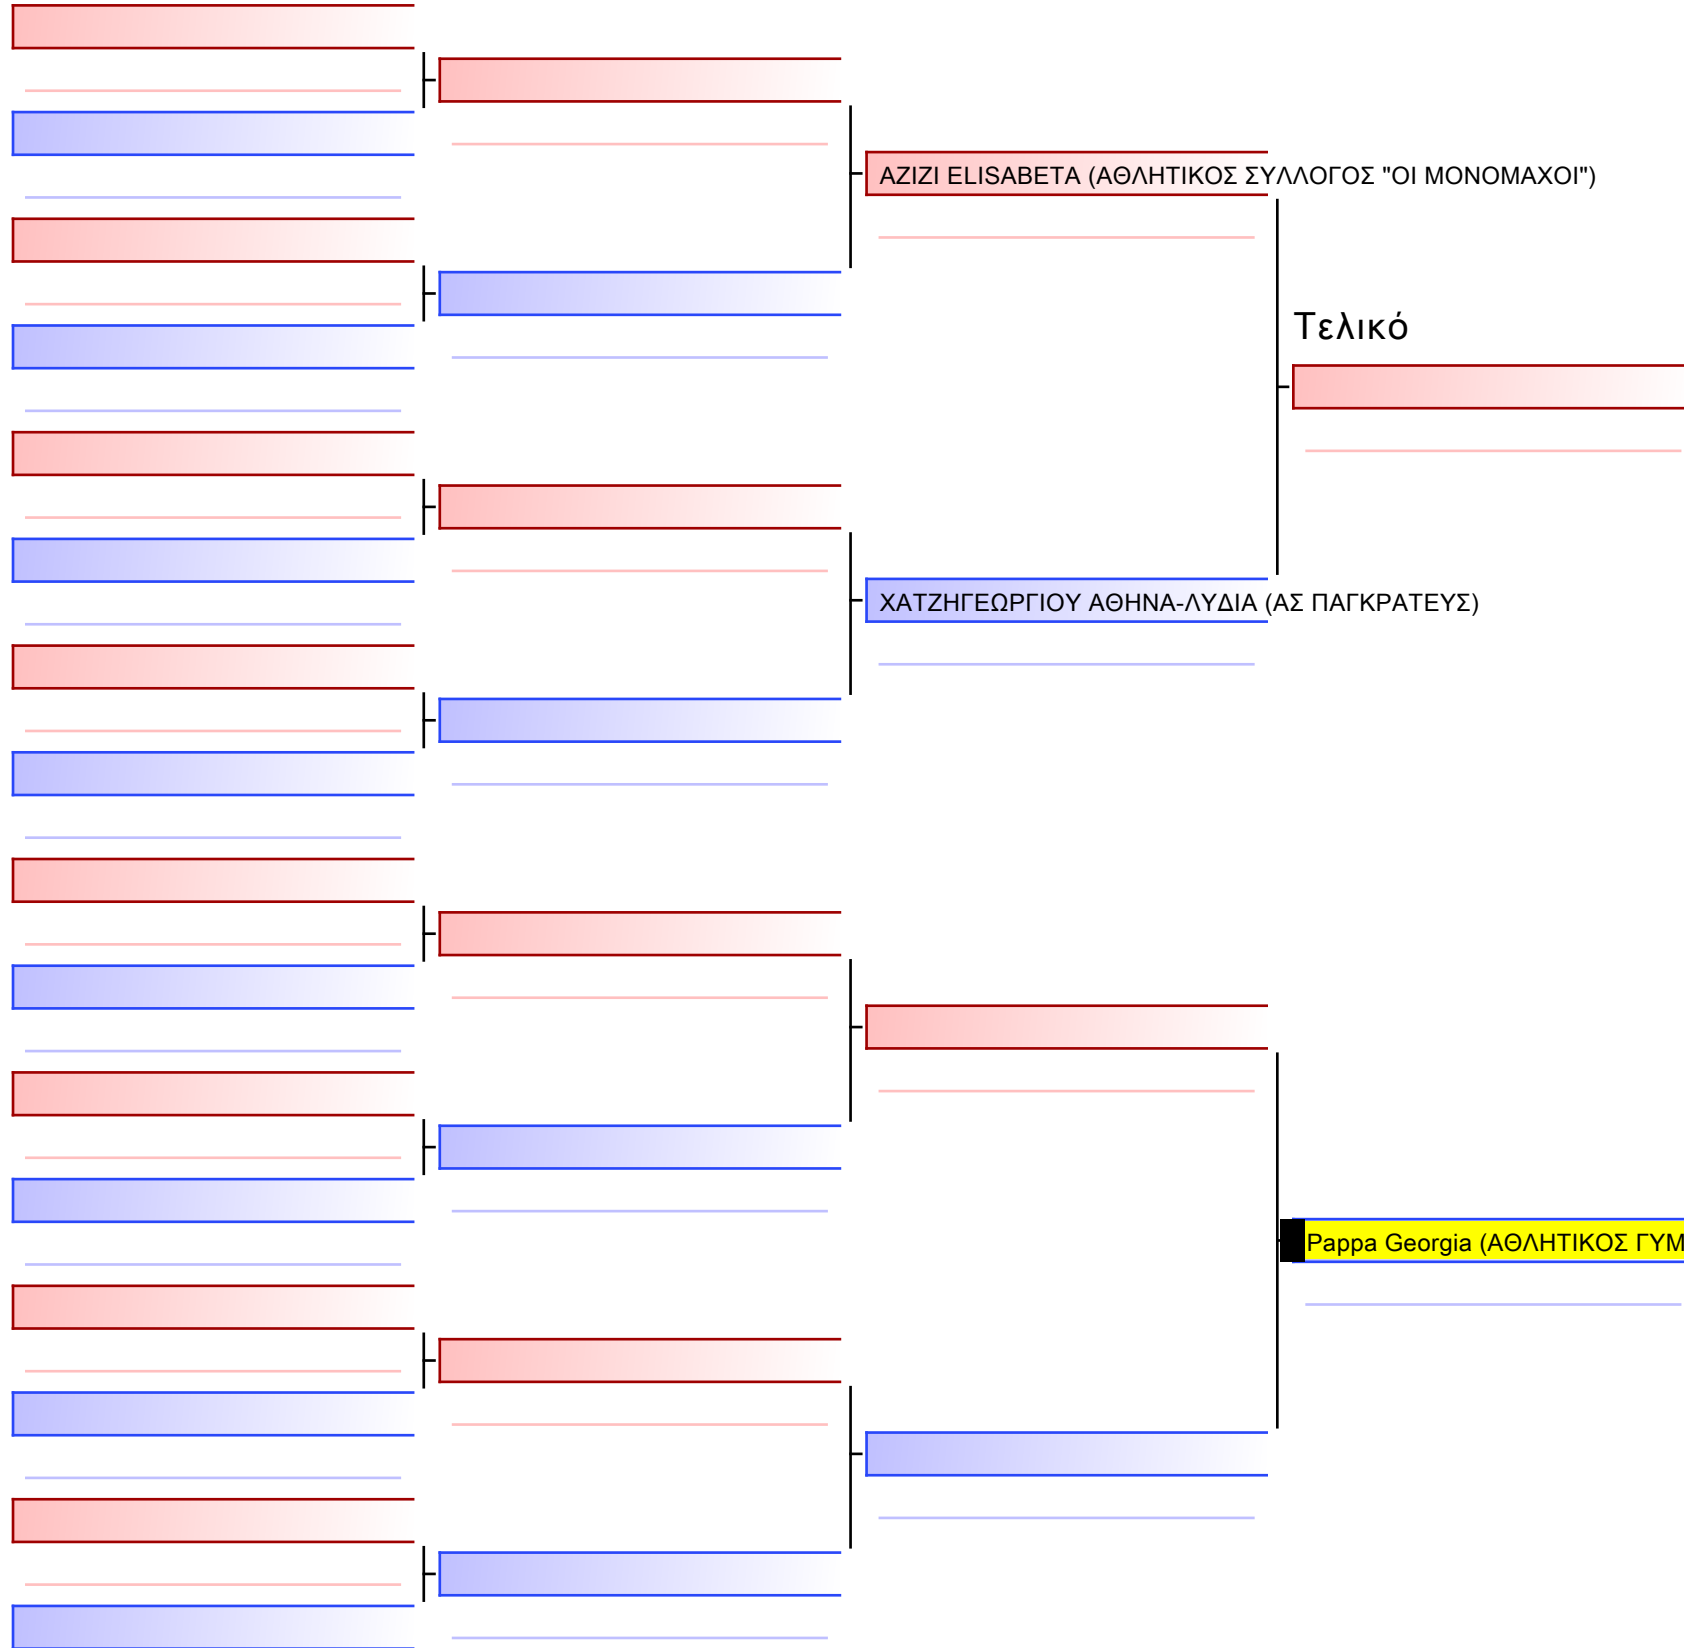 AZIZI ELISABETA (ΑΘΛΗΤΙΚΟΣ ΣΥΛΛΟΓΟΣ "ΟΙ ΜΟΝΟΜΑΧΟΙ")
Τελικό
ΧΑΤΖΗΓΕΩΡΓΙΟΥ ΑΘΗΝΑ-ΛΥΔΙΑ (ΑΣ ΠΑΓΚΡΑΤΕΥΣ)
Pappa Georgia (ΑΘΛΗΤΙΚΟΣ ΓΥΜ